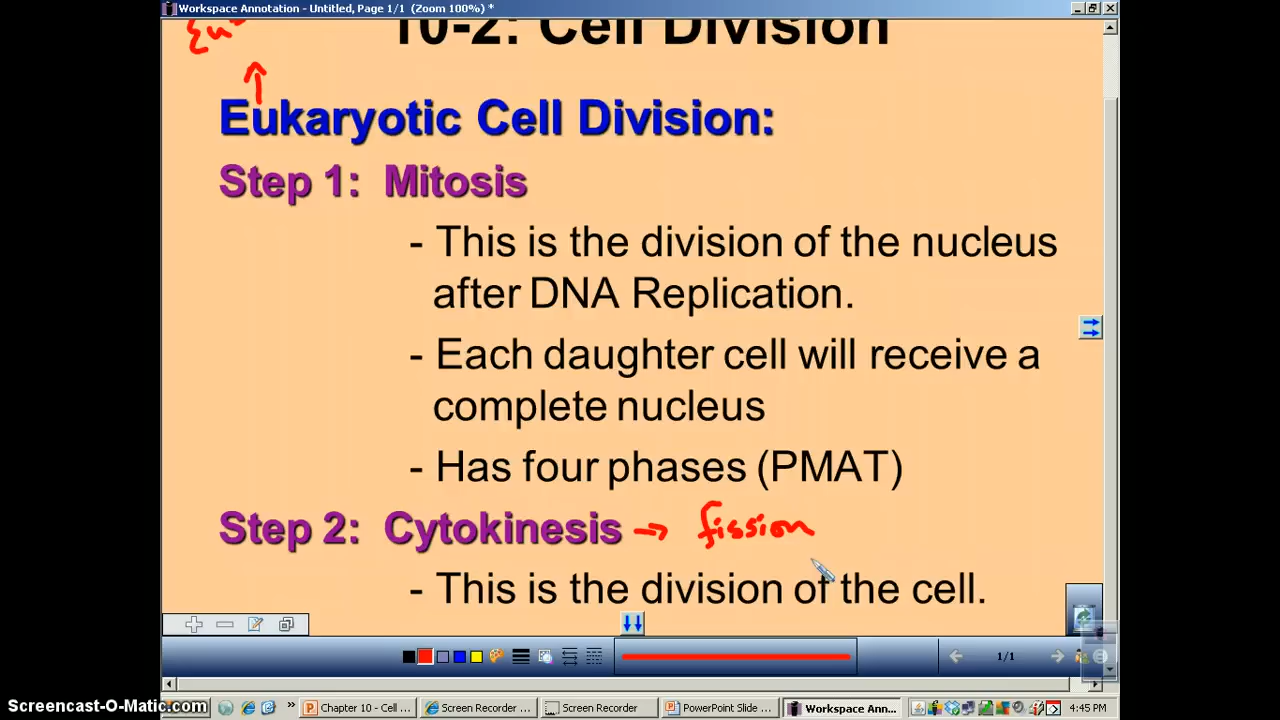 Workspace Annotation - Untitled, Page 1/1 (Zoom 100%) *
10-2: Cell Division
Eu
Eukaryotic Cell Division:
Step 1: Mitosis
- This is the division of the nucleus
after DNA Replication.
- Each daughter cell will receive a
complete nucleus
- Has four phases (PMAT)
Step 2: Cytokinesis → fission
- This is the division of the cell.
1/1
Screencast-O-Matic.com
» Chapter 10 - Cell ...
Screen Recorder ...
Screen Recorder
PowerPoint Slide ...
Workspace Ann...
4:45 PM